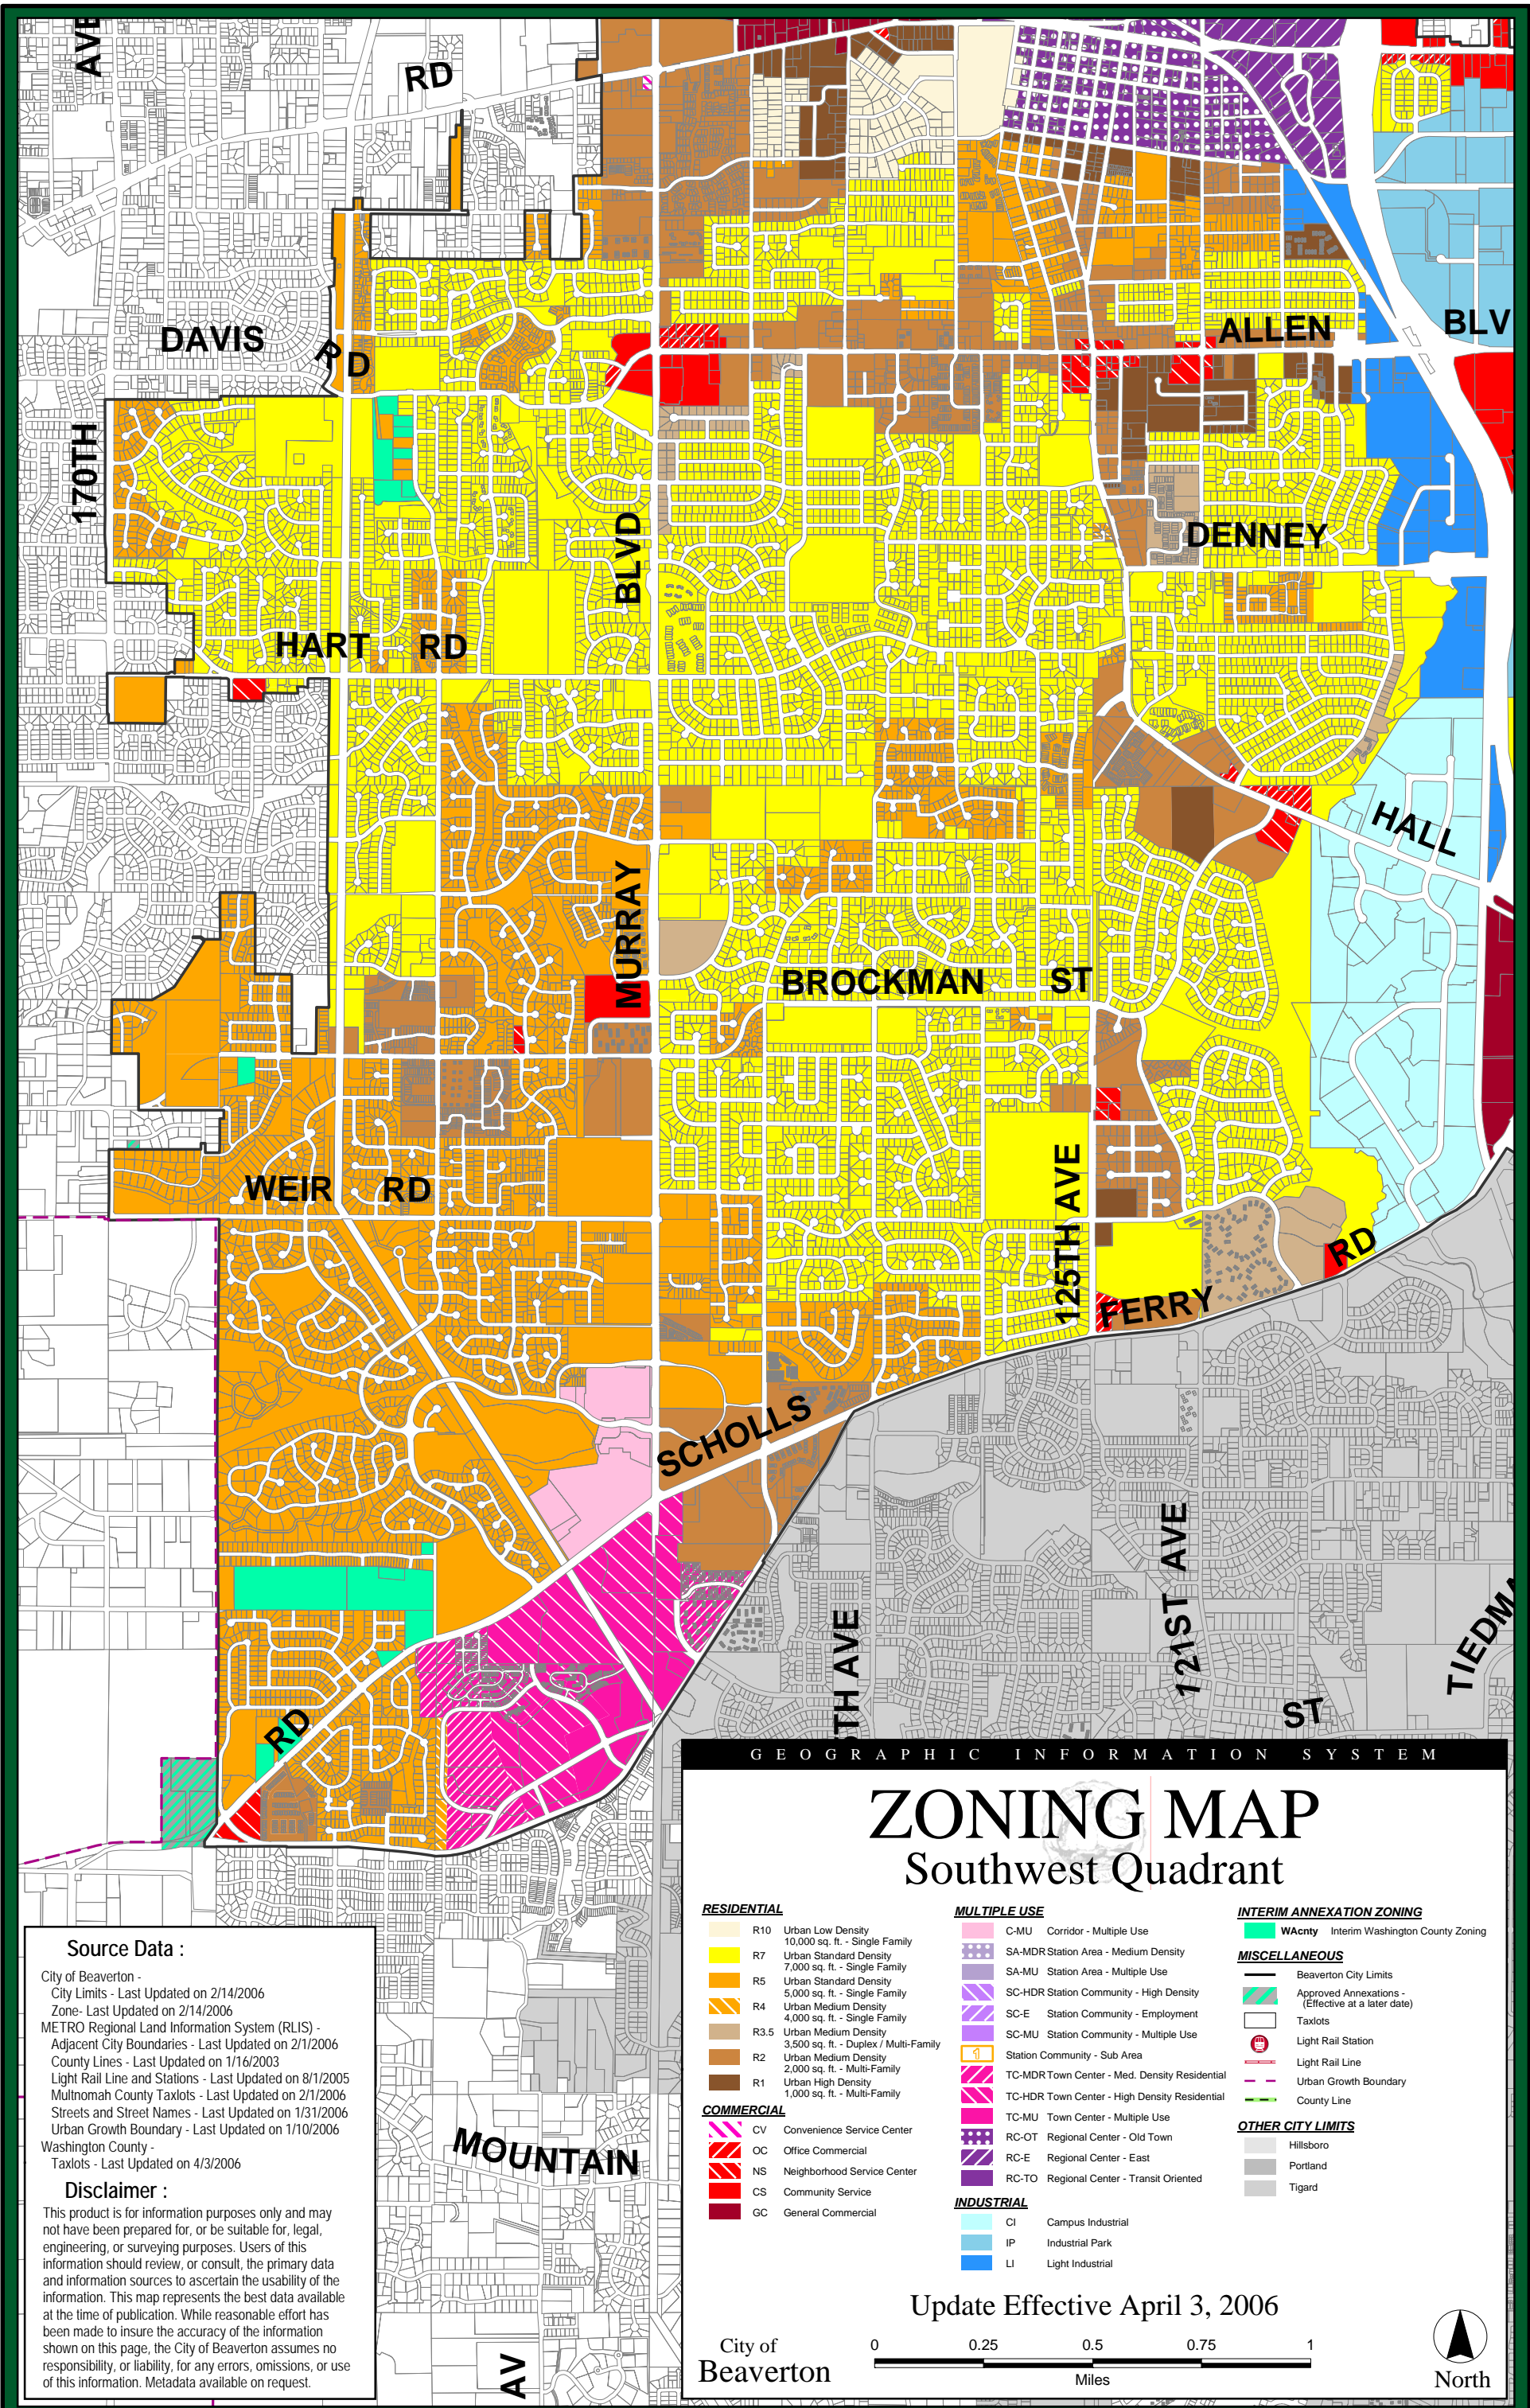 AVE
RD
DAVIS
RD
ALLEN
BLV
170TH
BLVD
DENNEY
HART
RD
HALL
MURRAY
BROCKMAN
ST
WEIR
RD
125TH AVE
RD
FERRY
SCHOLLS
121ST AVE
TH AVE
TIEDMA
ST
RD
MOUNTAIN
AV
GEOGRAPHIC INFORMATION SYSTEM
ZONING MAP
Southwest Quadrant
RESIDENTIAL
R10 Urban Low Density
10,000 sq. ft. - Single Family
R7 Urban Standard Density
7,000 sq. ft. - Single Family
R5 Urban Standard Density
5,000 sq. ft. - Single Family
R4 Urban Medium Density
4,000 sq. ft. - Single Family
R3.5 Urban Medium Density
3,500 sq. ft. - Duplex / Multi-Family
R2 Urban Medium Density
2,000 sq. ft. - Multi-Family
R1 Urban High Density
1,000 sq. ft. - Multi-Family
COMMERCIAL
CV Convenience Service Center
OC Office Commercial
NS Neighborhood Service Center
CS Community Service
GC General Commercial
MULTIPLE USE
C-MU Corridor - Multiple Use
SA-MDR Station Area - Medium Density
SA-MU Station Area - Multiple Use
SC-HDR Station Community - High Density
SC-E Station Community - Employment
SC-MU Station Community - Multiple Use
1 Station Community - Sub Area
TC-MDR Town Center - Med. Density Residential
TC-HDR Town Center - High Density Residential
TC-MU Town Center - Multiple Use
RC-OT Regional Center - Old Town
RC-E Regional Center - East
RC-TO Regional Center - Transit Oriented
INDUSTRIAL
CI Campus Industrial
IP Industrial Park
LI Light Industrial
INTERIM ANNEXATION ZONING
WAcnty Interim Washington County Zoning
MISCELLANEOUS
Beaverton City Limits
Approved Annexations -
(Effective at a later date)
Taxlots
Light Rail Station
Light Rail Line
Urban Growth Boundary
County Line
OTHER CITY LIMITS
Hillsboro
Portland
Tigard
Update Effective April 3, 2006
City of
Beaverton
0 0.25 0.5 0.75 1
Miles
North
Source Data :
City of Beaverton -
City Limits - Last Updated on 2/14/2006
Zone- Last Updated on 2/14/2006
METRO Regional Land Information System (RLIS) -
Adjacent City Boundaries - Last Updated on 2/1/2006
County Lines - Last Updated on 1/16/2003
Light Rail Line and Stations - Last Updated on 8/1/2005
Multnomah County Taxlots - Last Updated on 2/1/2006
Streets and Street Names - Last Updated on 1/31/2006
Urban Growth Boundary - Last Updated on 1/10/2006
Washington County -
Taxlots - Last Updated on 4/3/2006
Disclaimer :
This product is for information purposes only and may
not have been prepared for, or be suitable for, legal,
engineering, or surveying purposes. Users of this
information should review, or consult, the primary data
and information sources to ascertain the usability of the
information. This map represents the best data available
at the time of publication. While reasonable effort has
been made to insure the accuracy of the information
shown on this page, the City of Beaverton assumes no
responsibility, or liability, for any errors, omissions, or use
of this information. Metadata available on request.